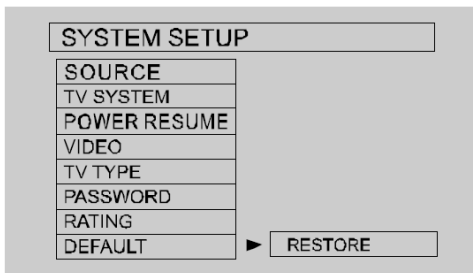 SYSTEM SETUP
SOURCE
TV SYSTEM
POWER RESUME
VIDEO
TV TYPE
PASSWORD
RATING
DEFAULT ► RESTORE